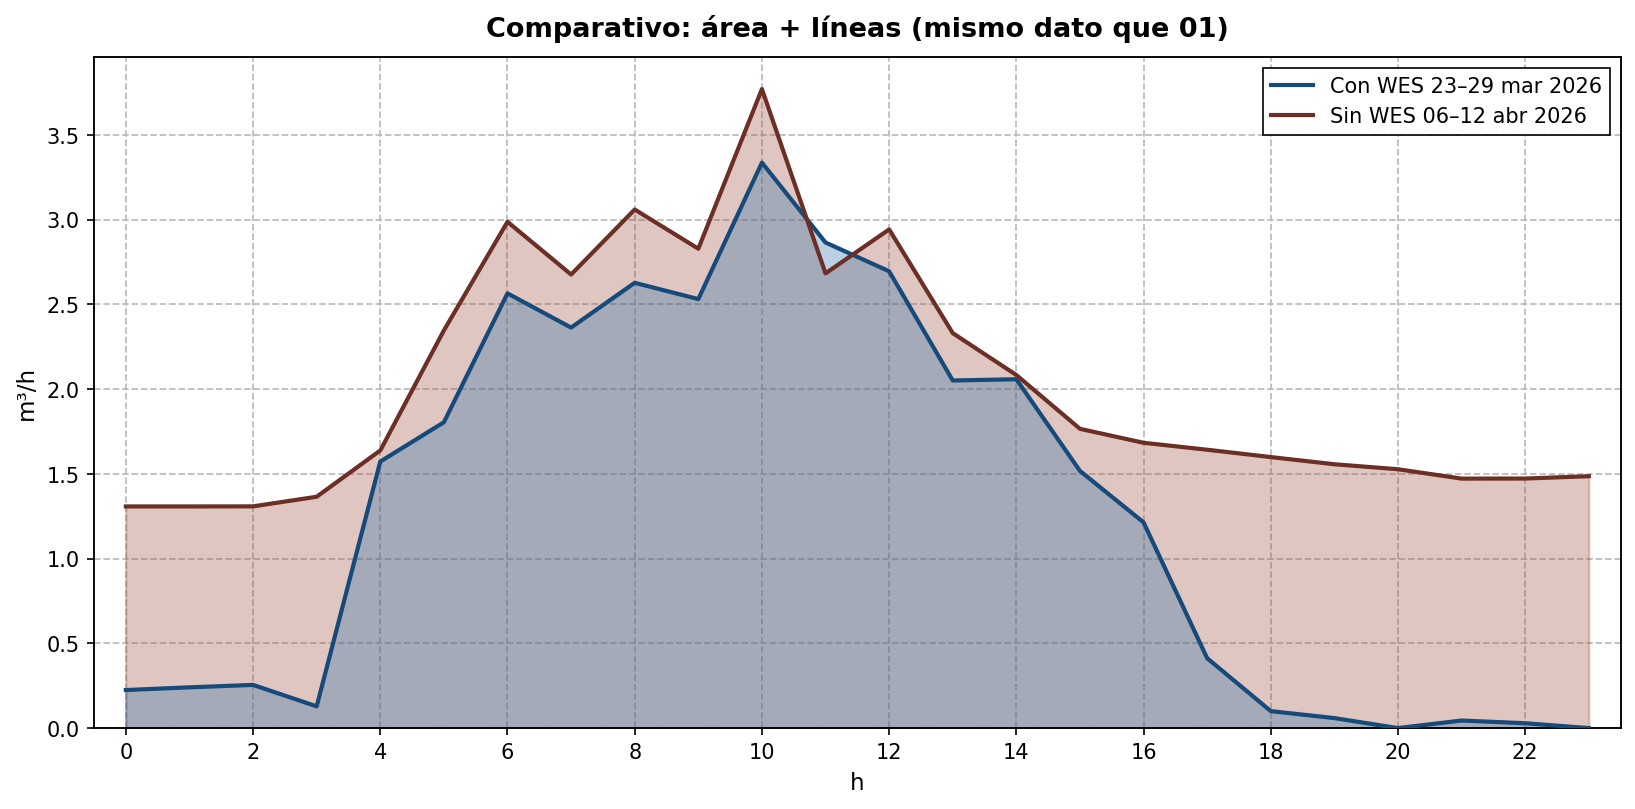 Comparativo: área + líneas (mismo dato que 01)
Con WES 23–29 mar 2026
Sin WES 06–12 abr 2026
3.5
3.0
2.5
2.0
1.5
1.0
0.5
0.0
m³/h
0 2 4 6 8 10 12 14 16 18 20 22
h